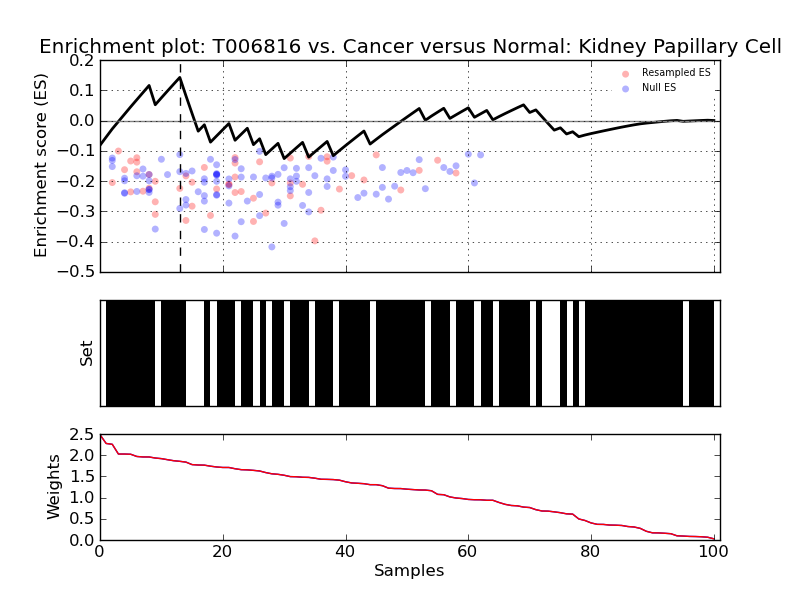 Enrichment plot: T006816 vs. Cancer versus Normal: Kidney Papillary Cell
Enrichment score (ES)
0.2
0.1
0.0
−0.1
−0.2
−0.3
−0.4
−0.5
Resampled ES
Null ES
Set
Weights
2.5
2.0
1.5
1.0
0.5
0.0
0
20
40
60
80
100
Samples